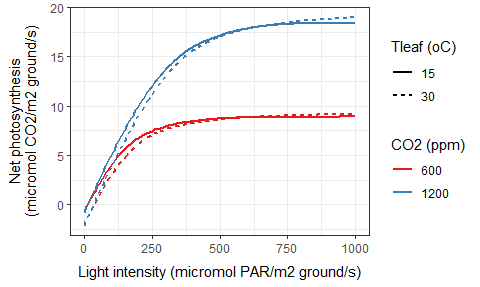 Net photosynthesis
(micromol CO2/m2 ground/s)
20
15
10
5
0
0
250
500
750
1000
Light intensity (micromol PAR/m2 ground/s)
Tleaf (oC)
15
30
CO2 (ppm)
600
1200